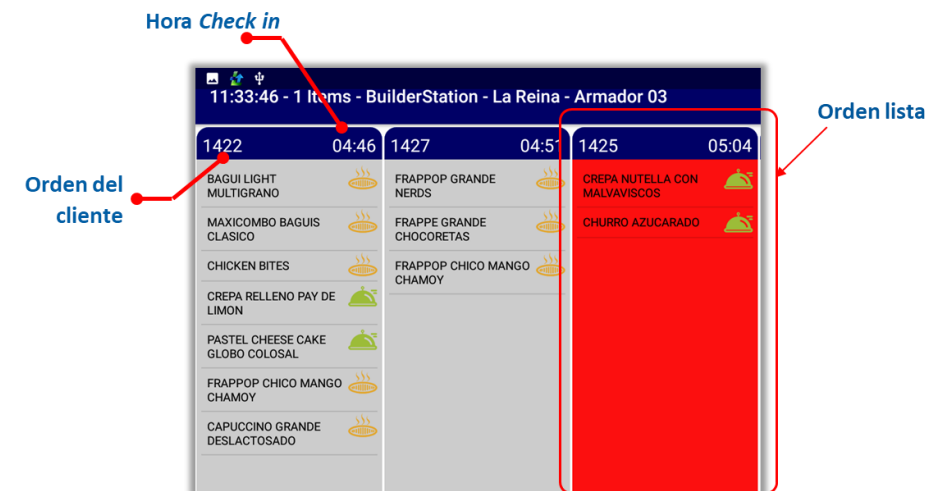 Hora Check in
11:33:46 - 1 Items - BuilderStation - La Reina - Armador 03
Orden lista
Orden del
cliente
1422 04:46
BAGUI LIGHT
MULTIGRANO
MAXICOMBO BAGUIS
CLASICO
CHICKEN BITES
CREPA RELLENO PAY DE
LIMON
PASTEL CHEESE CAKE
GLOBO COLOSAL
FRAPPOP CHICO MANGO
CHAMOY
CAPUCCINO GRANDE
DESLACTOSADO
1427 04:51
FRAPPOP GRANDE
NERDS
FRAPPE GRANDE
CHOCORETAS
FRAPPOP CHICO MANGO
CHAMOY
1425 05:04
CREPA NUTELLA CON
MALVAVISCOS
CHURRO AZUCARADO